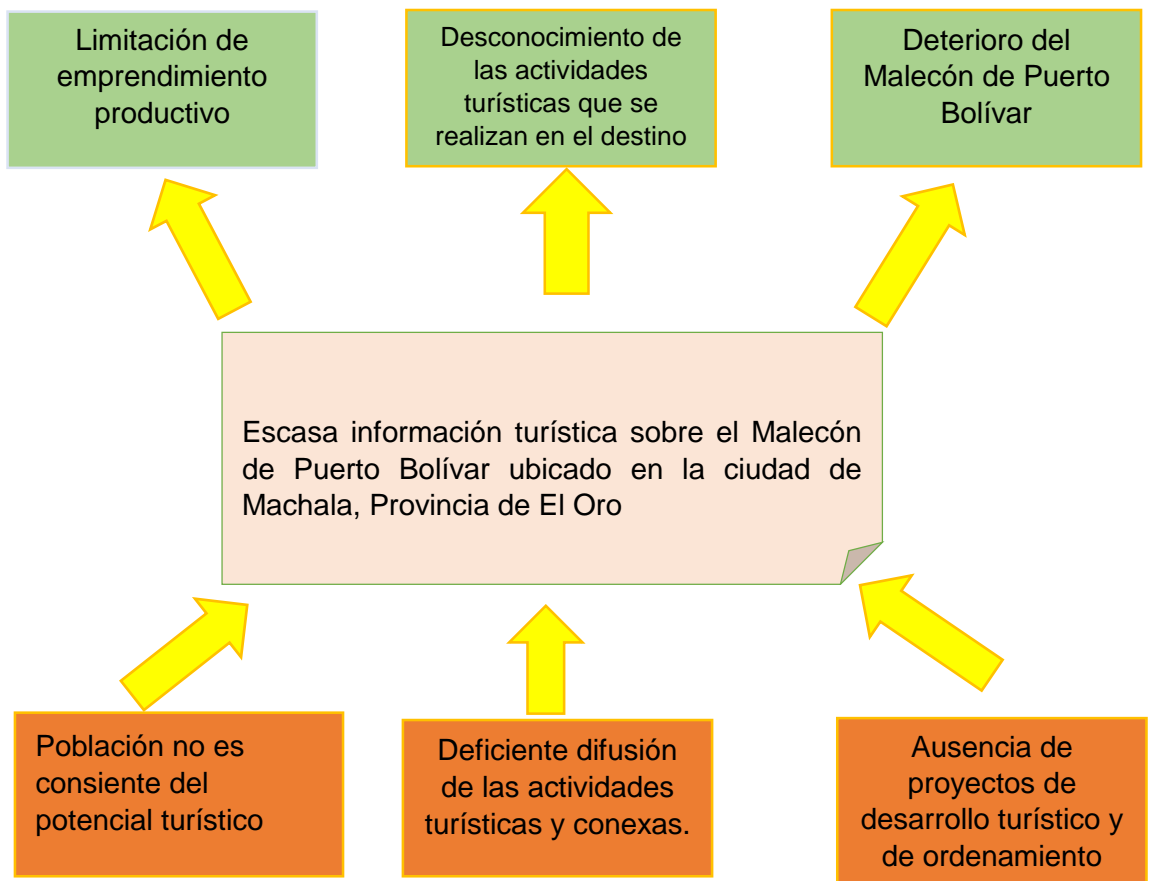 Limitación de
emprendimiento
productivo
Desconocimiento de
las actividades
turísticas que se
realizan en el destino
Deterioro del
Malecón de Puerto
Bolívar
Escasa información turística sobre el Malecón
de Puerto Bolívar ubicado en la ciudad de
Machala, Provincia de El Oro
Población no es
consiente del
potencial turístico
Deficiente difusión
de las actividades
turísticas y conexas.
Ausencia de
proyectos de
desarrollo turístico y
de ordenamiento